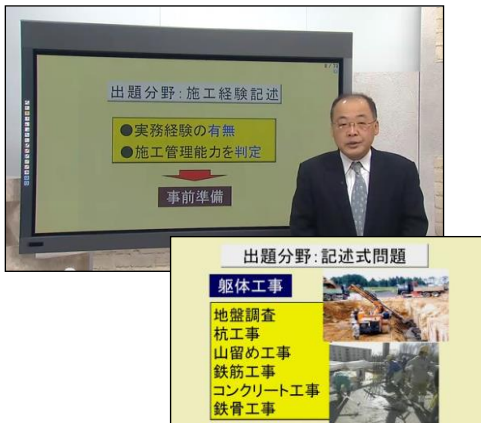 出題分野:施工経験記述
●実務経験の有無
●施工管理能力を判定
事前準備
出題分野:記述式問題
躯体工事
地盤調査
杭工事
山留め工事
鉄筋工事
コンクリート工事
鉄骨工事